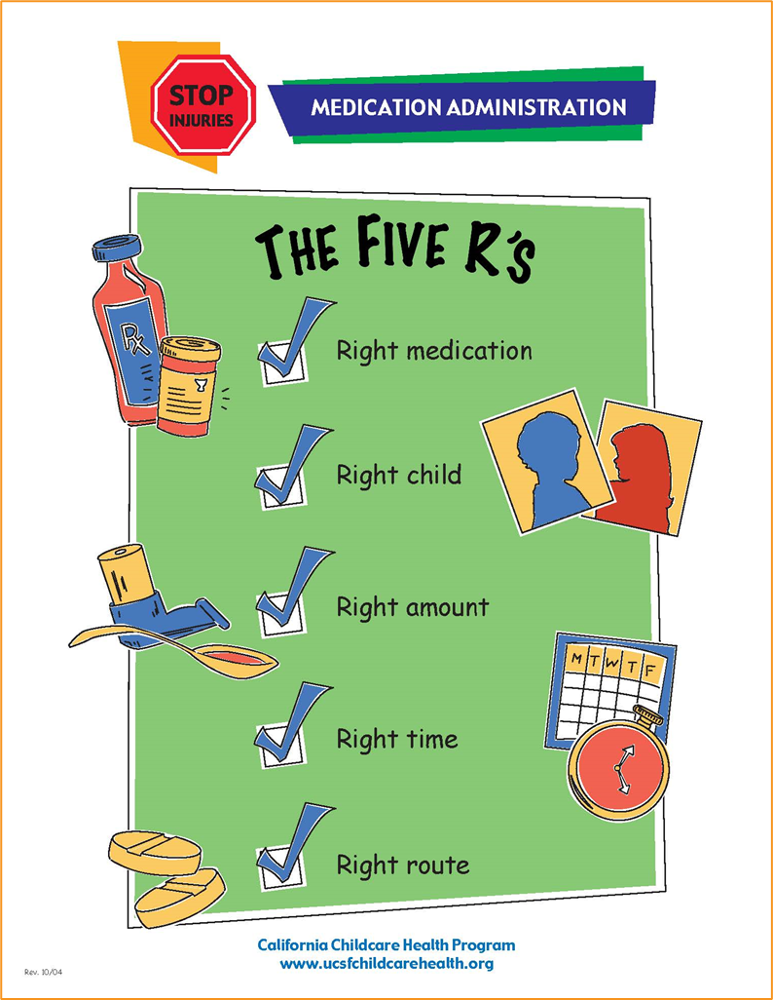 STOP
INJURIES
MEDICATION ADMINISTRATION
THE FIVE R'S
Rx
Right medication
Right child
Right amount
M T W T F
Right time
Right route
California Childcare Health Program
www.ucsfchildcarehealth.org
Rev. 10/04